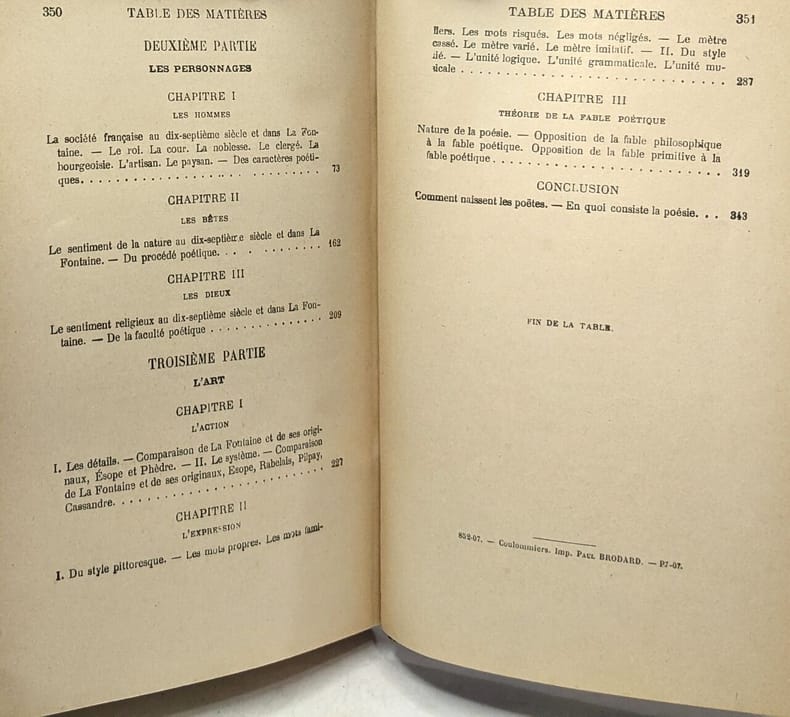 350 TABLE DES MATIÈRES
DEUXIÈME PARTIE
LES PERSONNAGES
CHAPITRE I
LES HOMMES
La société française au dix-septième siècle et dans La Fon-
taine. — Le roi. La cour. La noblesse. Le clergé. La
bourgeoisie. L'artisan. Le paysan. — Des caractères poéti-
ques. . . . . . . . . . . . . . . . . . . . 73
CHAPITRE II
LES BÊTES
Le sentiment de la nature au dix-septième siècle et dans La
Fontaine. — Du procédé poétique. . . . . . . . . . 162
CHAPITRE III
LES DIEUX
Le sentiment religieux au dix-septième siècle et dans La Fon-
taine. — De la faculté poétique . . . . . . . . . . . 209
TROISIÈME PARTIE
L'ART
CHAPITRE I
L'ACTION
I. Les détails. — Comparaison de La Fontaine et de ses origi-
naux, Ésope et Phèdre. — II. Le système. — Comparaison
de La Fontaine et de ses originaux, Ésope, Rabelais, Pilpay,
Cassandre. . . . . . . . . . . . . . . . . . . 227
CHAPITRE II
L'EXPRESSION
I. Du style pittoresque. — Les mots propres. Les mots fami-
TABLE DES MATIÈRES 351
liers. Les mots risqués. Les mots négligés. — Le mètre
cassé. Le mètre varié. Le mètre imitatif. — II. Du style
lié. — L'unité logique. L'unité grammaticale. L'unité mu-
sicale . . . . . . . . . . . . . . . . . . . . . 287
CHAPITRE III
THÉORIE DE LA FABLE POÉTIQUE
Nature de la poésie. — Opposition de la fable philosophique
à la fable poétique. Opposition de la fable primitive à la
fable poétique. . . . . . . . . . . . . . . . . . 319
CONCLUSION
Comment naissent les poètes. — En quoi consiste la poésie. . . 343
FIN DE LA TABLE.
852-07. — Coulommiers. Imp. PAUL BRODARD. — P7-07.